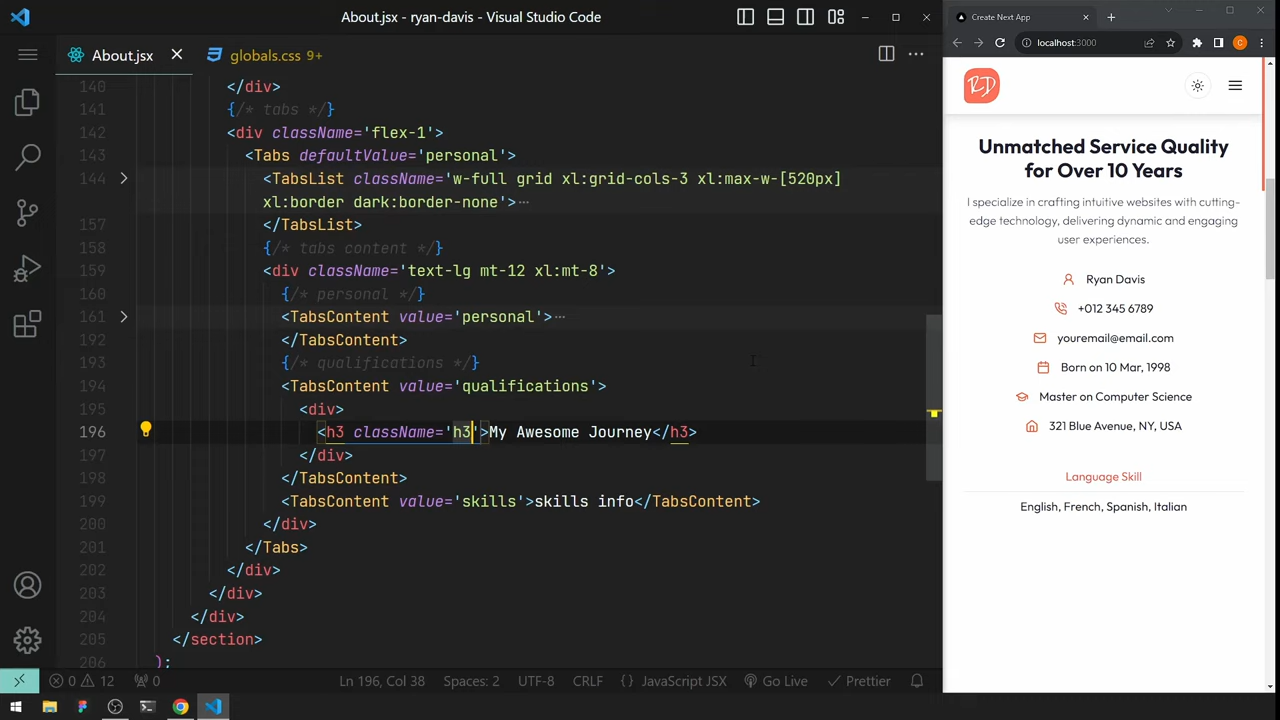 About.jsx - ryan-davis - Visual Studio Code
About.jsx
globals.css 9+
140 </div>
141 {/* tabs */}
142 <div className='flex-1'>
143 <Tabs defaultValue='personal'>
144 <TabsList className='w-full grid xl:grid-cols-3 xl:max-w-[520px]
xl:border dark:border-none'>⋯
157 </TabsList>
158 {/* tabs content */}
159 <div className='text-lg mt-12 xl:mt-8'>
160 {/* personal */}
161 <TabsContent value='personal'>⋯
192 </TabsContent>
193 {/* qualifications */}
194 <TabsContent value='qualifications'>
195 <div>
196 <h3 className='h3'>My Awesome Journey</h3>
197 </div>
198 </TabsContent>
199 <TabsContent value='skills'>skills info</TabsContent>
200 </div>
201 </Tabs>
202 </div>
203 </div>
204 </div>
205 </section>
206 );
0 12 0 Ln 196, Col 38 Spaces: 2 UTF-8 CRLF {} JavaScript JSX Go Live Prettier
Create Next App
localhost:3000
C
RD
Unmatched Service Quality
for Over 10 Years
I specialize in crafting intuitive websites with cutting-
edge technology, delivering dynamic and engaging
user experiences.
Ryan Davis
+012 345 6789
youremail@email.com
Born on 10 Mar, 1998
Master on Computer Science
321 Blue Avenue, NY, USA
Language Skill
English, French, Spanish, Italian